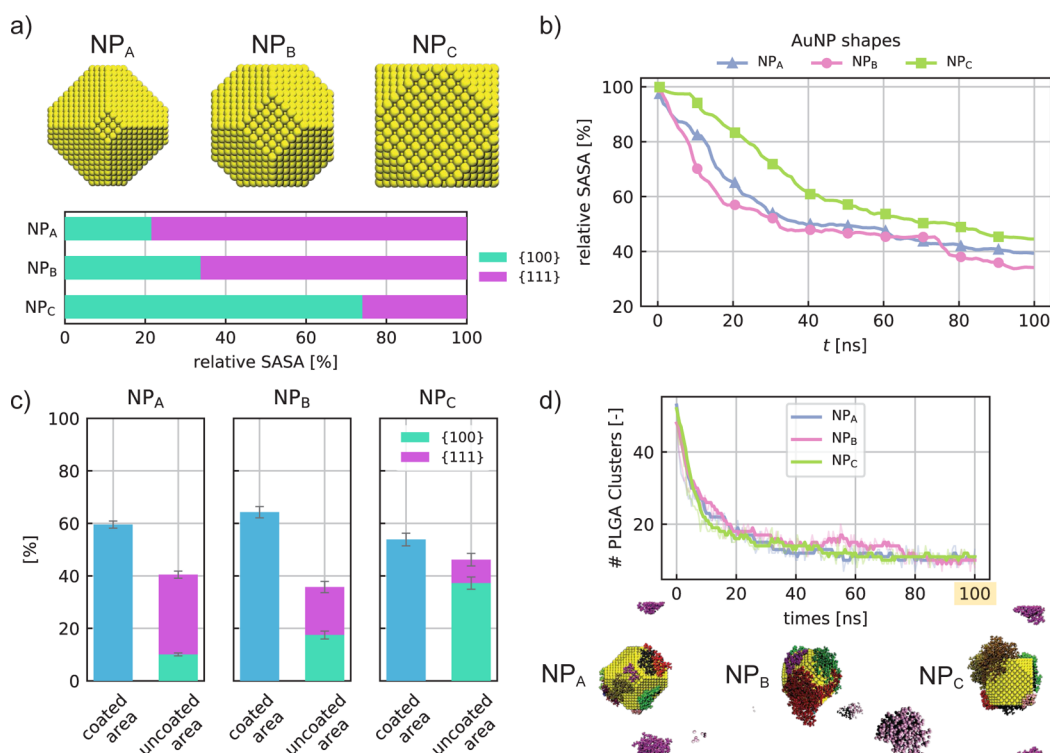 a)
NPA NPB NPC
NPA
NPB
NPC
{100}
{111}
0 20 40 60 80 100
relative SASA [%]
b)
AuNP shapes
NPA NPB NPC
relative SASA [%]
100
80
60
40
20
0 20 40 60 80 100
t [ns]
c)
NPA NPB NPC
[%]
100
80
60
40
20
0
{100}
{111}
coated area
uncoated area
coated area
uncoated area
coated area
uncoated area
d)
# PLGA Clusters [-]
NPA
NPB
NPC
40
20
0 20 40 60 80 100
times [ns]
NPA NPB NPC